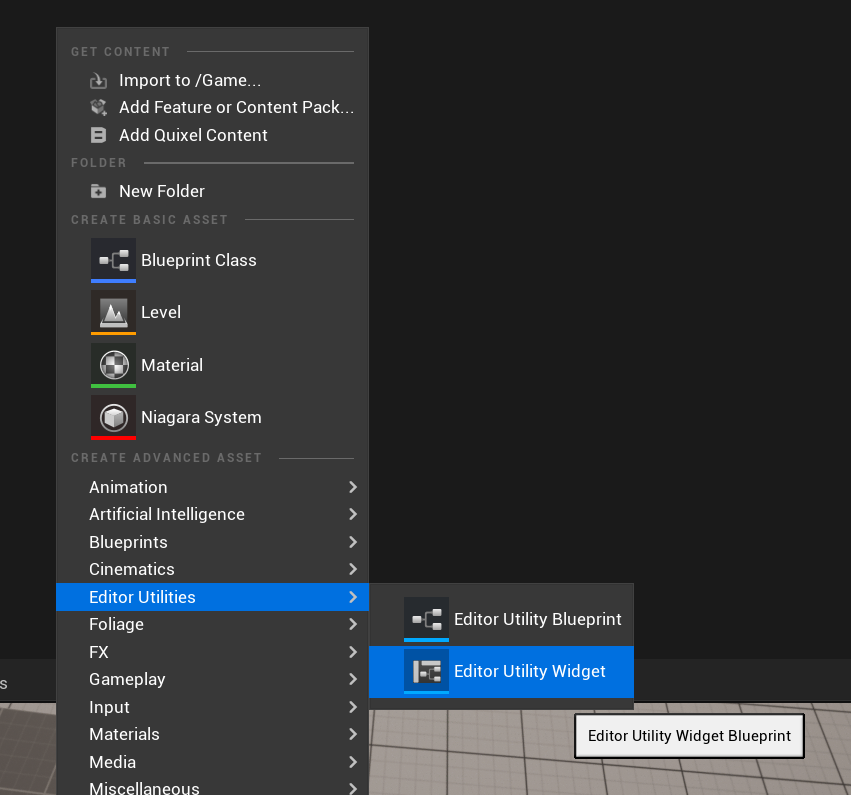 GET CONTENT
Import to /Game...
Add Feature or Content Pack...
Add Quixel Content
FOLDER
New Folder
CREATE BASIC ASSET
Blueprint Class
Level
Material
Niagara System
CREATE ADVANCED ASSET
Animation
Artificial Intelligence
Blueprints
Cinematics
Editor Utilities
Foliage
FX
Gameplay
Input
Materials
Media
Miscellaneous
Editor Utility Blueprint
Editor Utility Widget
Editor Utility Widget Blueprint
s